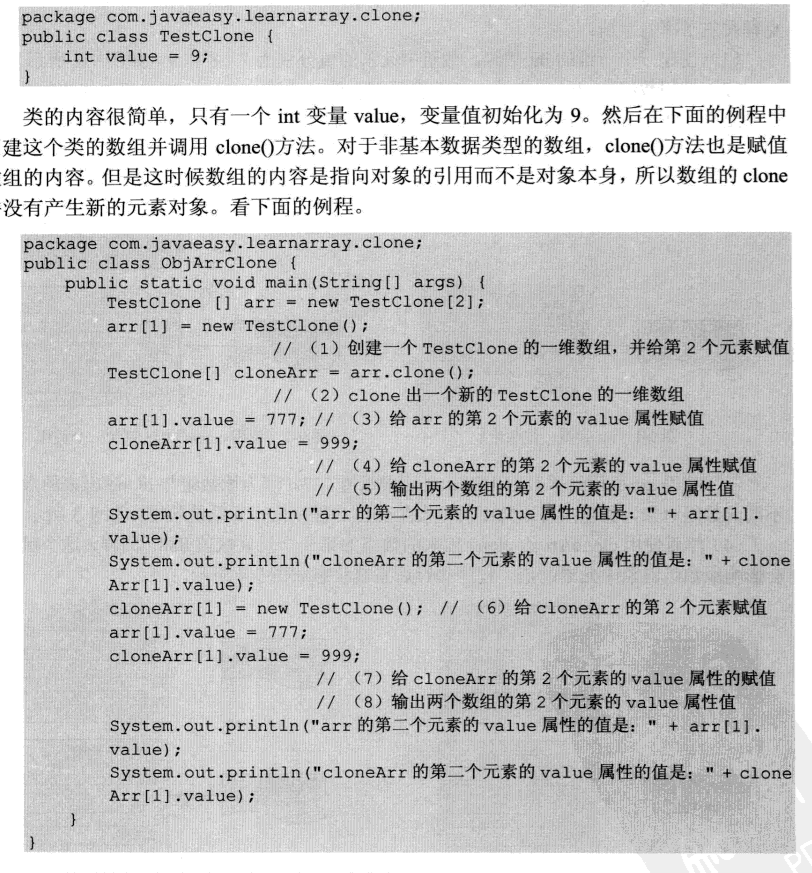 package com.javaeasy.learnarray.clone;
public class TestClone {
    int value = 9;
}
类的内容很简单，只有一个 int 变量 value，变量值初始化为 9。然后在下面的例程中
建这个类的数组并调用 clone()方法。对于非基本数据类型的数组，clone()方法也是赋值
组的内容。但是这时候数组的内容是指向对象的引用而不是对象本身，所以数组的 clone
没有产生新的元素对象。看下面的例程。
package com.javaeasy.learnarray.clone;
public class ObjArrClone {
    public static void main(String[] args) {
        TestClone [] arr = new TestClone[2];
        arr[1] = new TestClone();
                        // （1）创建一个 TestClone 的一维数组，并给第 2 个元素赋值
        TestClone[] cloneArr = arr.clone();
                        // （2）clone 出一个新的 TestClone 的一维数组
        arr[1].value = 777; // （3）给 arr 的第 2 个元素的 value 属性赋值
        cloneArr[1].value = 999;
                            // （4）给 cloneArr 的第 2 个元素的 value 属性赋值
                            // （5）输出两个数组的第 2 个元素的 value 属性值
        System.out.println("arr 的第二个元素的 value 属性的值是：" + arr[1].
        value);
        System.out.println("cloneArr 的第二个元素的 value 属性的值是：" + clone
        Arr[1].value);
        cloneArr[1] = new TestClone(); // （6）给 cloneArr 的第 2 个元素赋值
        arr[1].value = 777;
        cloneArr[1].value = 999;
                            // （7）给 cloneArr 的第 2 个元素的 value 属性的赋值
                            // （8）输出两个数组的第 2 个元素的 value 属性值
        System.out.println("arr 的第二个元素的 value 属性的值是：" + arr[1].
        value);
        System.out.println("cloneArr 的第二个元素的 value 属性的值是：" + clone
        Arr[1].value);
    }
}